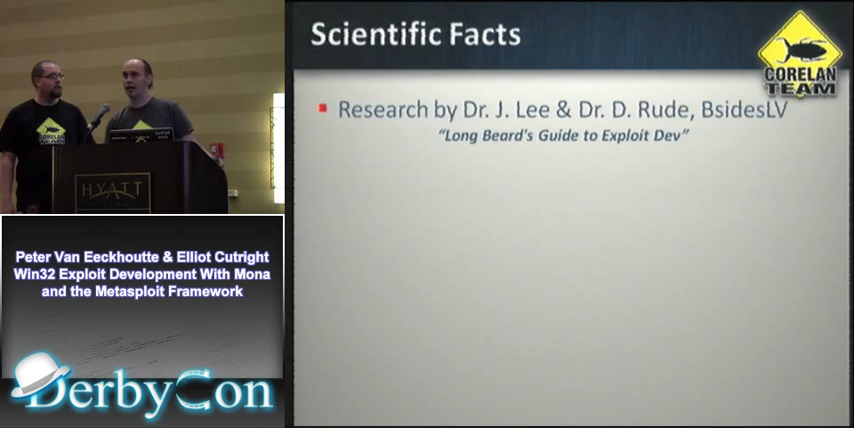 Scientific Facts
CORELAN
TEAM
Research by Dr. J. Lee & Dr. D. Rude, BsidesLV
“Long Beard's Guide to Exploit Dev”
CORELAN
HYATT
Peter Van Eeckhoutte & Elliot Cutright
Win32 Exploit Development With Mona
and the Metasploit Framework
DerbyCon